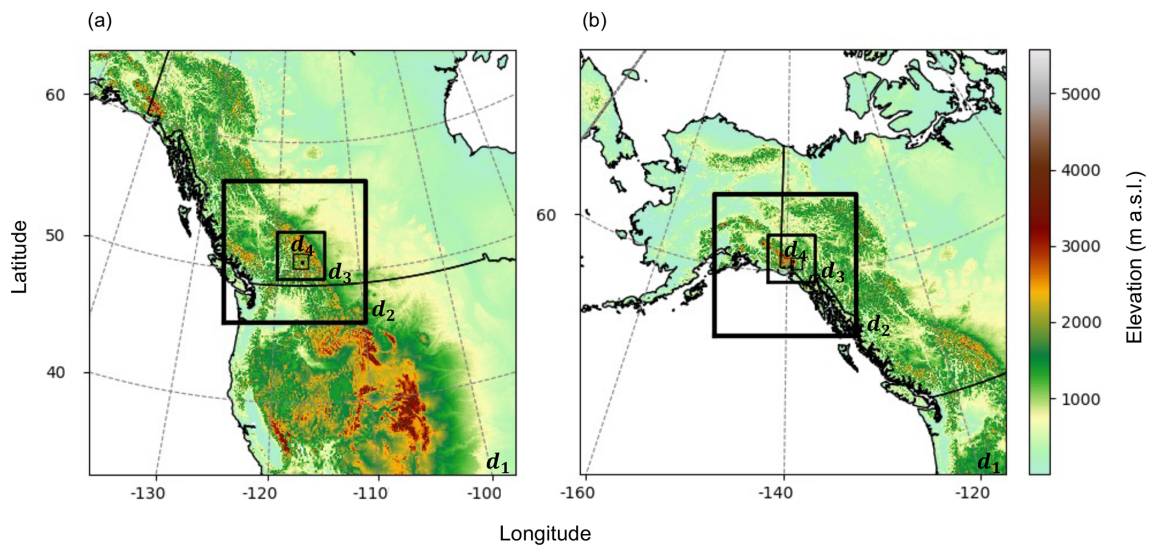 (a)
(b)
60
50
40
Latitude
d4
d3
d2
d1
-130
-120
-110
-100
60
d4
d3
d2
d1
-160
-140
-120
5000
4000
3000
2000
1000
Elevation (m a.s.l.)
Longitude